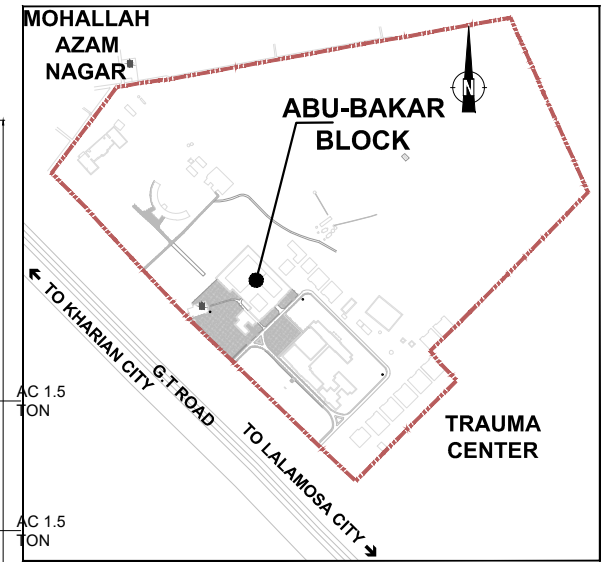 MOHALLAH
AZAM
NAGAR
N
ABU-BAKAR
BLOCK
TO KHARIAN CITY
G.T ROAD
TO LALAMOSA CITY
TRAUMA
CENTER
AC 1.5
TON
AC 1.5
TON